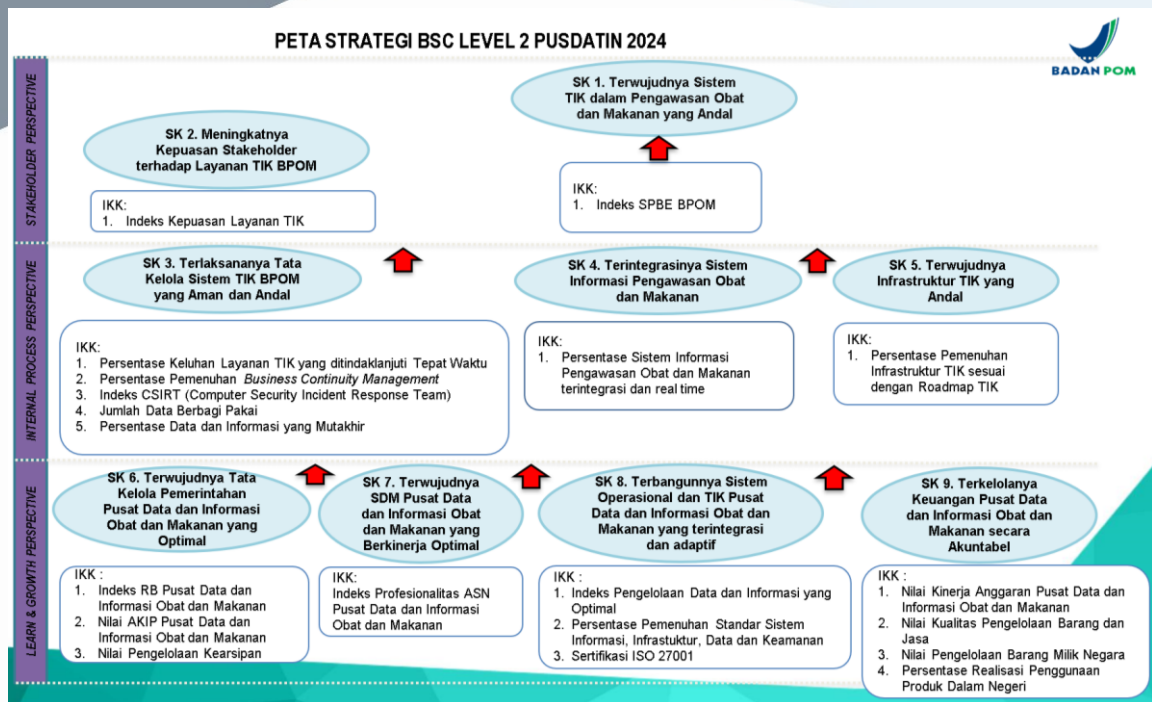 PETA STRATEGI BSC LEVEL 2 PUSDATIN 2024
BADAN POM
STAKEHOLDER PERSPECTIVE
SK 1. Terwujudnya Sistem
TIK dalam Pengawasan Obat
dan Makanan yang Andal
SK 2. Meningkatnya
Kepuasan Stakeholder
terhadap Layanan TIK BPOM
IKK:
1. Indeks Kepuasan Layanan TIK
IKK:
1. Indeks SPBE BPOM
INTERNAL PROCESS PERSPECTIVE
SK 3. Terlaksananya Tata
Kelola Sistem TIK BPOM
yang Aman dan Andal
IKK:
1. Persentase Keluhan Layanan TIK yang ditindaklanjuti Tepat Waktu
2. Persentase Pemenuhan Business Continuity Management
3. Indeks CSIRT (Computer Security Incident Response Team)
4. Jumlah Data Berbagi Pakai
5. Persentase Data dan Informasi yang Mutakhir
SK 4. Terintegrasinya Sistem
Informasi Pengawasan Obat
dan Makanan
IKK:
1. Persentase Sistem Informasi
Pengawasan Obat dan Makanan
terintegrasi dan real time
SK 5. Terwujudnya
Infrastruktur TIK yang
Andal
IKK:
1. Persentase Pemenuhan
Infrastruktur TIK sesuai
dengan Roadmap TIK
LEARN & GROWTH PERSPECTIVE
SK 6. Terwujudnya Tata
Kelola Pemerintahan
Pusat Data dan Informasi
Obat dan Makanan yang
Optimal
IKK :
1. Indeks RB Pusat Data dan
Informasi Obat dan Makanan
2. Nilai AKIP Pusat Data dan
Informasi Obat dan Makanan
3. Nilai Pengelolaan Kearsipan
SK 7. Terwujudnya
SDM Pusat Data
dan Informasi Obat
dan Makanan yang
Berkinerja Optimal
IKK:
Indeks Profesionalitas ASN
Pusat Data dan Informasi
Obat dan Makanan
SK 8. Terbangunnya Sistem
Operasional dan TIK Pusat
Data dan Informasi Obat dan
Makanan yang terintegrasi
dan adaptif
IKK:
1. Indeks Pengelolaan Data dan Informasi yang
Optimal
2. Persentase Pemenuhan Standar Sistem
Informasi, Infrastuktur, Data dan Keamanan
3. Sertifikasi ISO 27001
SK 9. Terkelolanya
Keuangan Pusat Data
dan Informasi Obat dan
Makanan secara
Akuntabel
IKK :
1. Nilai Kinerja Anggaran Pusat Data dan
Informasi Obat dan Makanan
2. Nilai Kualitas Pengelolaan Barang dan
Jasa
3. Nilai Pengelolaan Barang Milik Negara
4. Persentase Realisasi Penggunaan
Produk Dalam Negeri